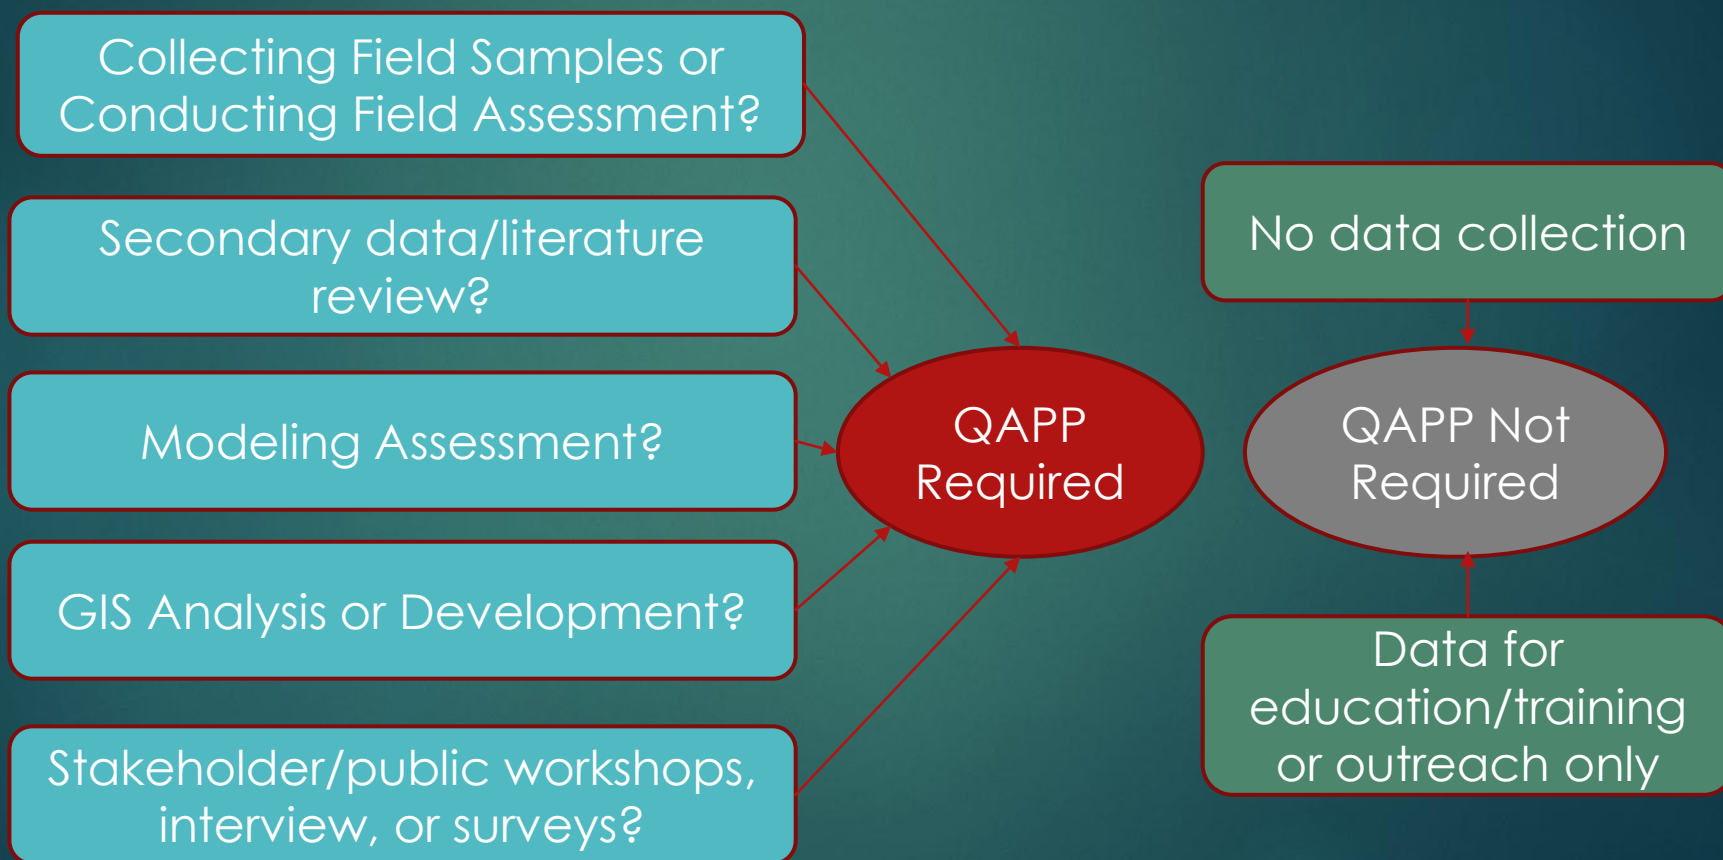 Collecting Field Samples or
Conducting Field Assessment?
Secondary data/literature
review?
Modeling Assessment?
GIS Analysis or Development?
Stakeholder/public workshops,
interview, or surveys?
QAPP
Required
No data collection
QAPP Not
Required
Data for
education/training
or outreach only